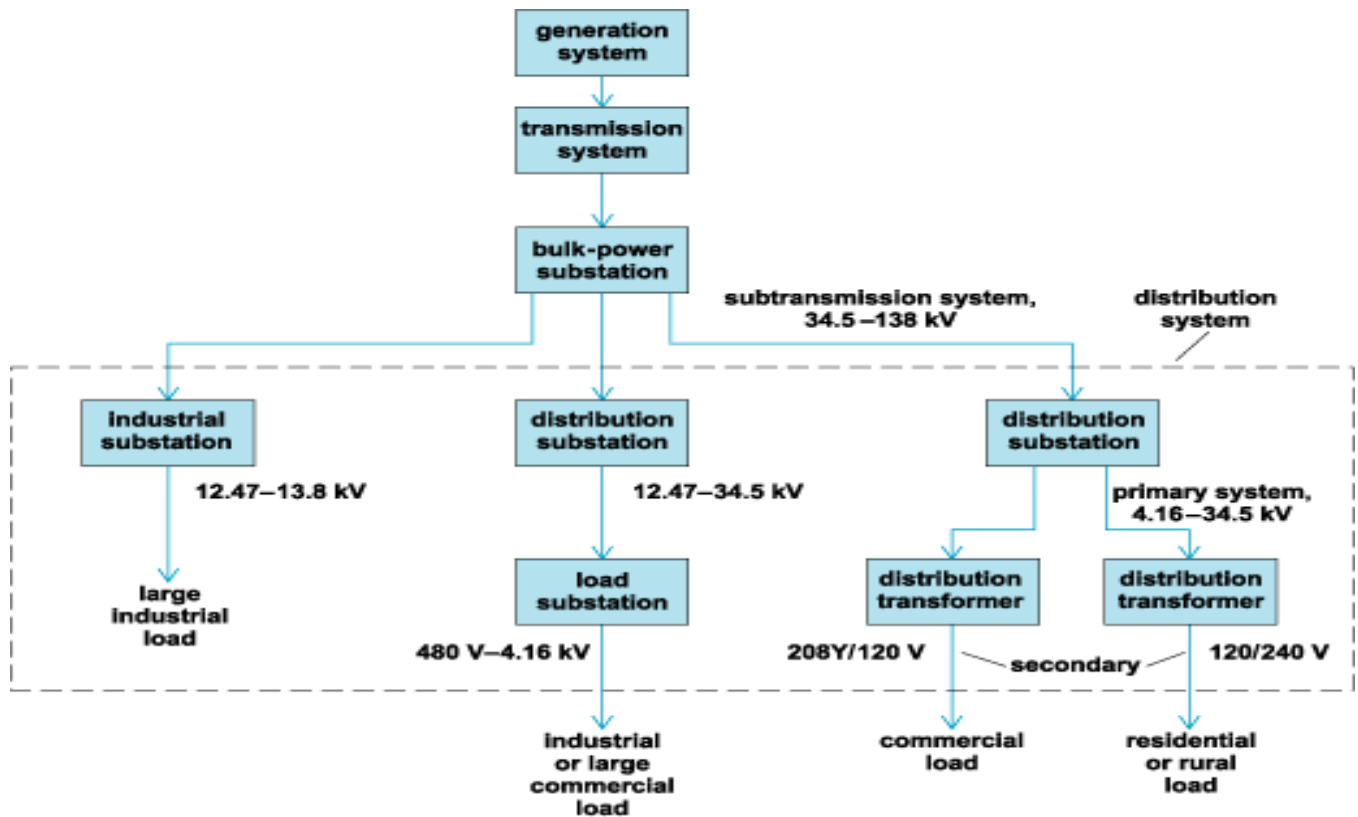 generation
system
transmission
system
bulk-power
substation
subtransmission system,
34.5–138 kV
distribution
system
industrial
substation
distribution
substation
distribution
substation
12.47–13.8 kV
12.47–34.5 kV
primary system,
4.16–34.5 kV
large
industrial
load
load
substation
distribution
transformer
distribution
transformer
480 V–4.16 kV
208Y/120 V
secondary
120/240 V
industrial
or large
commercial
load
commercial
load
residential
or rural
load